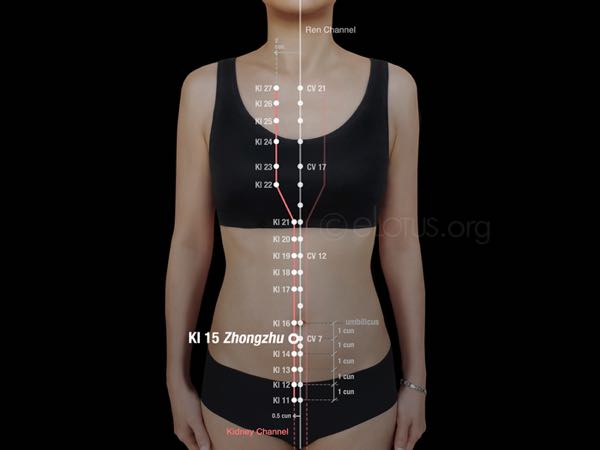 Ren Channel
2
cun
KI 27
CV 21
KI 26
KI 25
KI 24
KI 23
CV 17
KI 22
KI 21
© eLotus.org
KI 20
KI 19
CV 12
KI 18
KI 17
KI 16
umbilicus
1 cun
KI 15 Zhongzhu
CV 7
1 cun
KI 14
1 cun
KI 13
KI 12
1 cun
1 cun
KI 11
0.5 cun
Kidney Channel